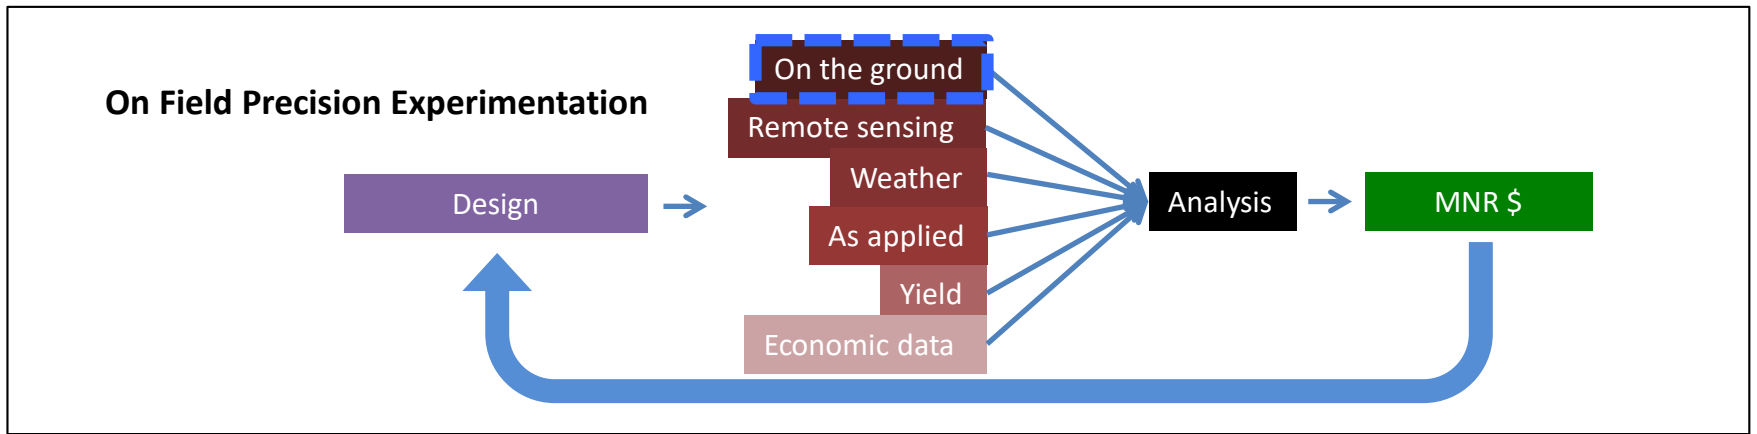 On Field Precision Experimentation
Design
On the ground
Remote sensing
Weather
As applied
Yield
Economic data
Analysis
MNR $